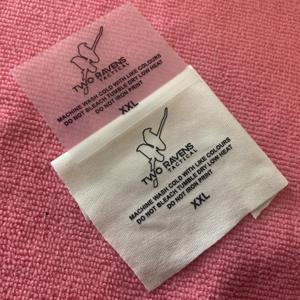 TWO RAVENS
TACTICAL
MACHINE WASH COLD WITH LIKE COLOURS
DO NOT BLEACH TUMBLE DRY LOW HEAT
DO NOT IRON PRINT
XXL
TWO RAVENS
TACTICAL
MACHINE WASH COLD WITH LIKE COLOURS
DO NOT BLEACH TUMBLE DRY LOW HEAT
DO NOT IRON PRINT
XXL